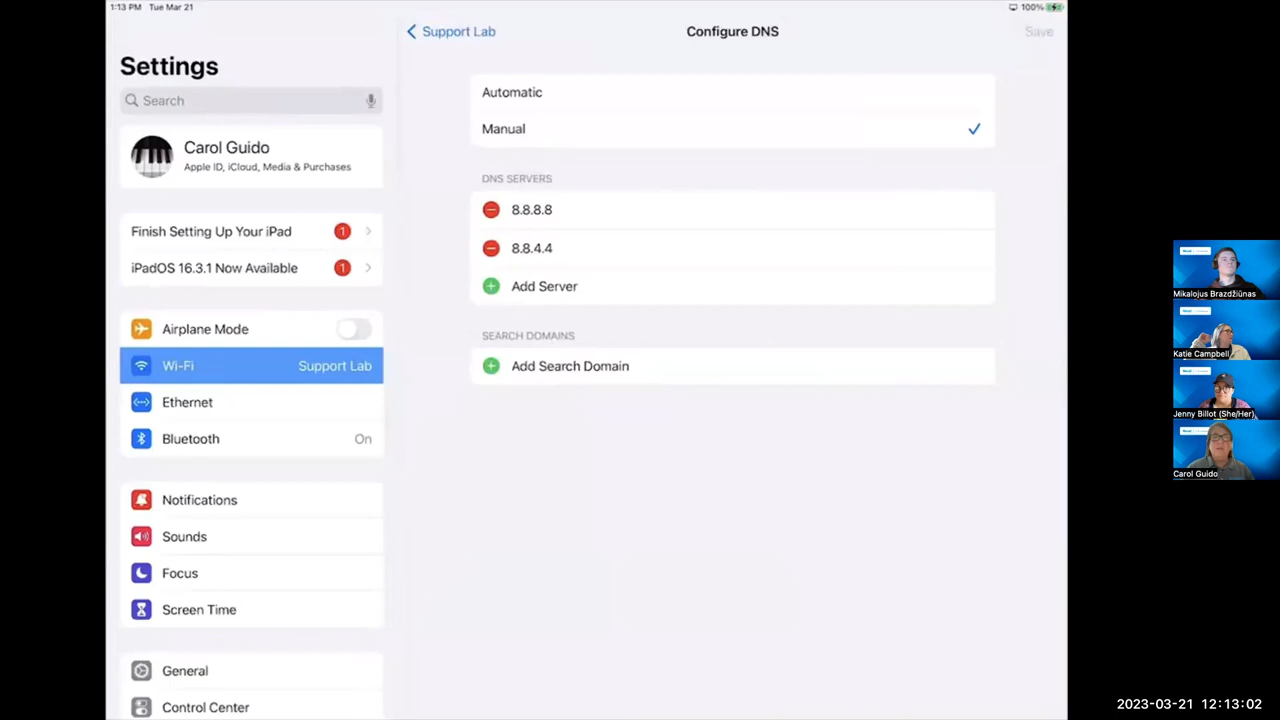 1:13 PM Tue Mar 21
100%
Settings
Search
Carol Guido
Apple ID, iCloud, Media & Purchases
Finish Setting Up Your iPad 1
iPadOS 16.3.1 Now Available 1
Airplane Mode
Wi-Fi Support Lab
Ethernet
Bluetooth On
Notifications
Sounds
Focus
Screen Time
General
Control Center
Support Lab
Configure DNS
Save
Automatic
Manual
DNS SERVERS
8.8.8.8
8.8.4.4
Add Server
SEARCH DOMAINS
Add Search Domain
Mikalojus Brazdžiūnas
Katie Campbell
Jenny Billot (She/Her)
Carol Guido
2023-03-21 12:13:02